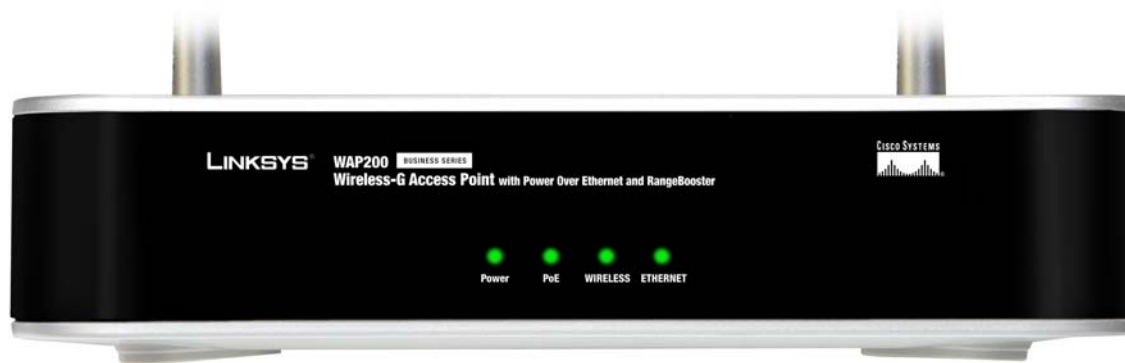 LINKSYS®
WAP200 BUSINESS SERIES
Wireless-G Access Point with Power Over Ethernet and RangeBooster
CISCO SYSTEMS
Power PoE WIRELESS ETHERNET